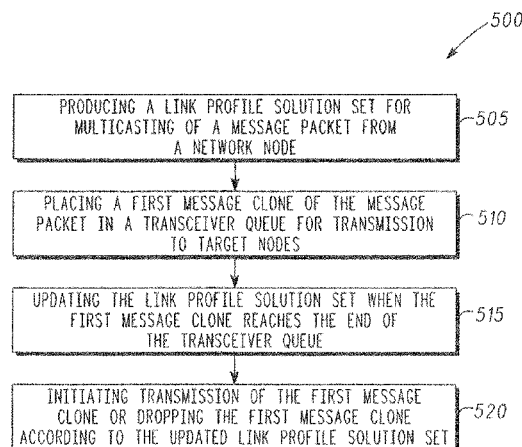 500
PRODUCING A LINK PROFILE SOLUTION SET FOR
MULTICASTING OF A MESSAGE PACKET FROM
A NETWORK NODE
505
PLACING A FIRST MESSAGE CLONE OF THE MESSAGE
PACKET IN A TRANSCEIVER QUEUE FOR TRANSMISSION
TO TARGET NODES
510
UPDATING THE LINK PROFILE SOLUTION SET WHEN THE
FIRST MESSAGE CLONE REACHES THE END OF
THE TRANSCEIVER QUEUE
515
INITIATING TRANSMISSION OF THE FIRST MESSAGE
CLONE OR DROPPING THE FIRST MESSAGE CLONE
ACCORDING TO THE UPDATED LINK PROFILE SOLUTION SET
520